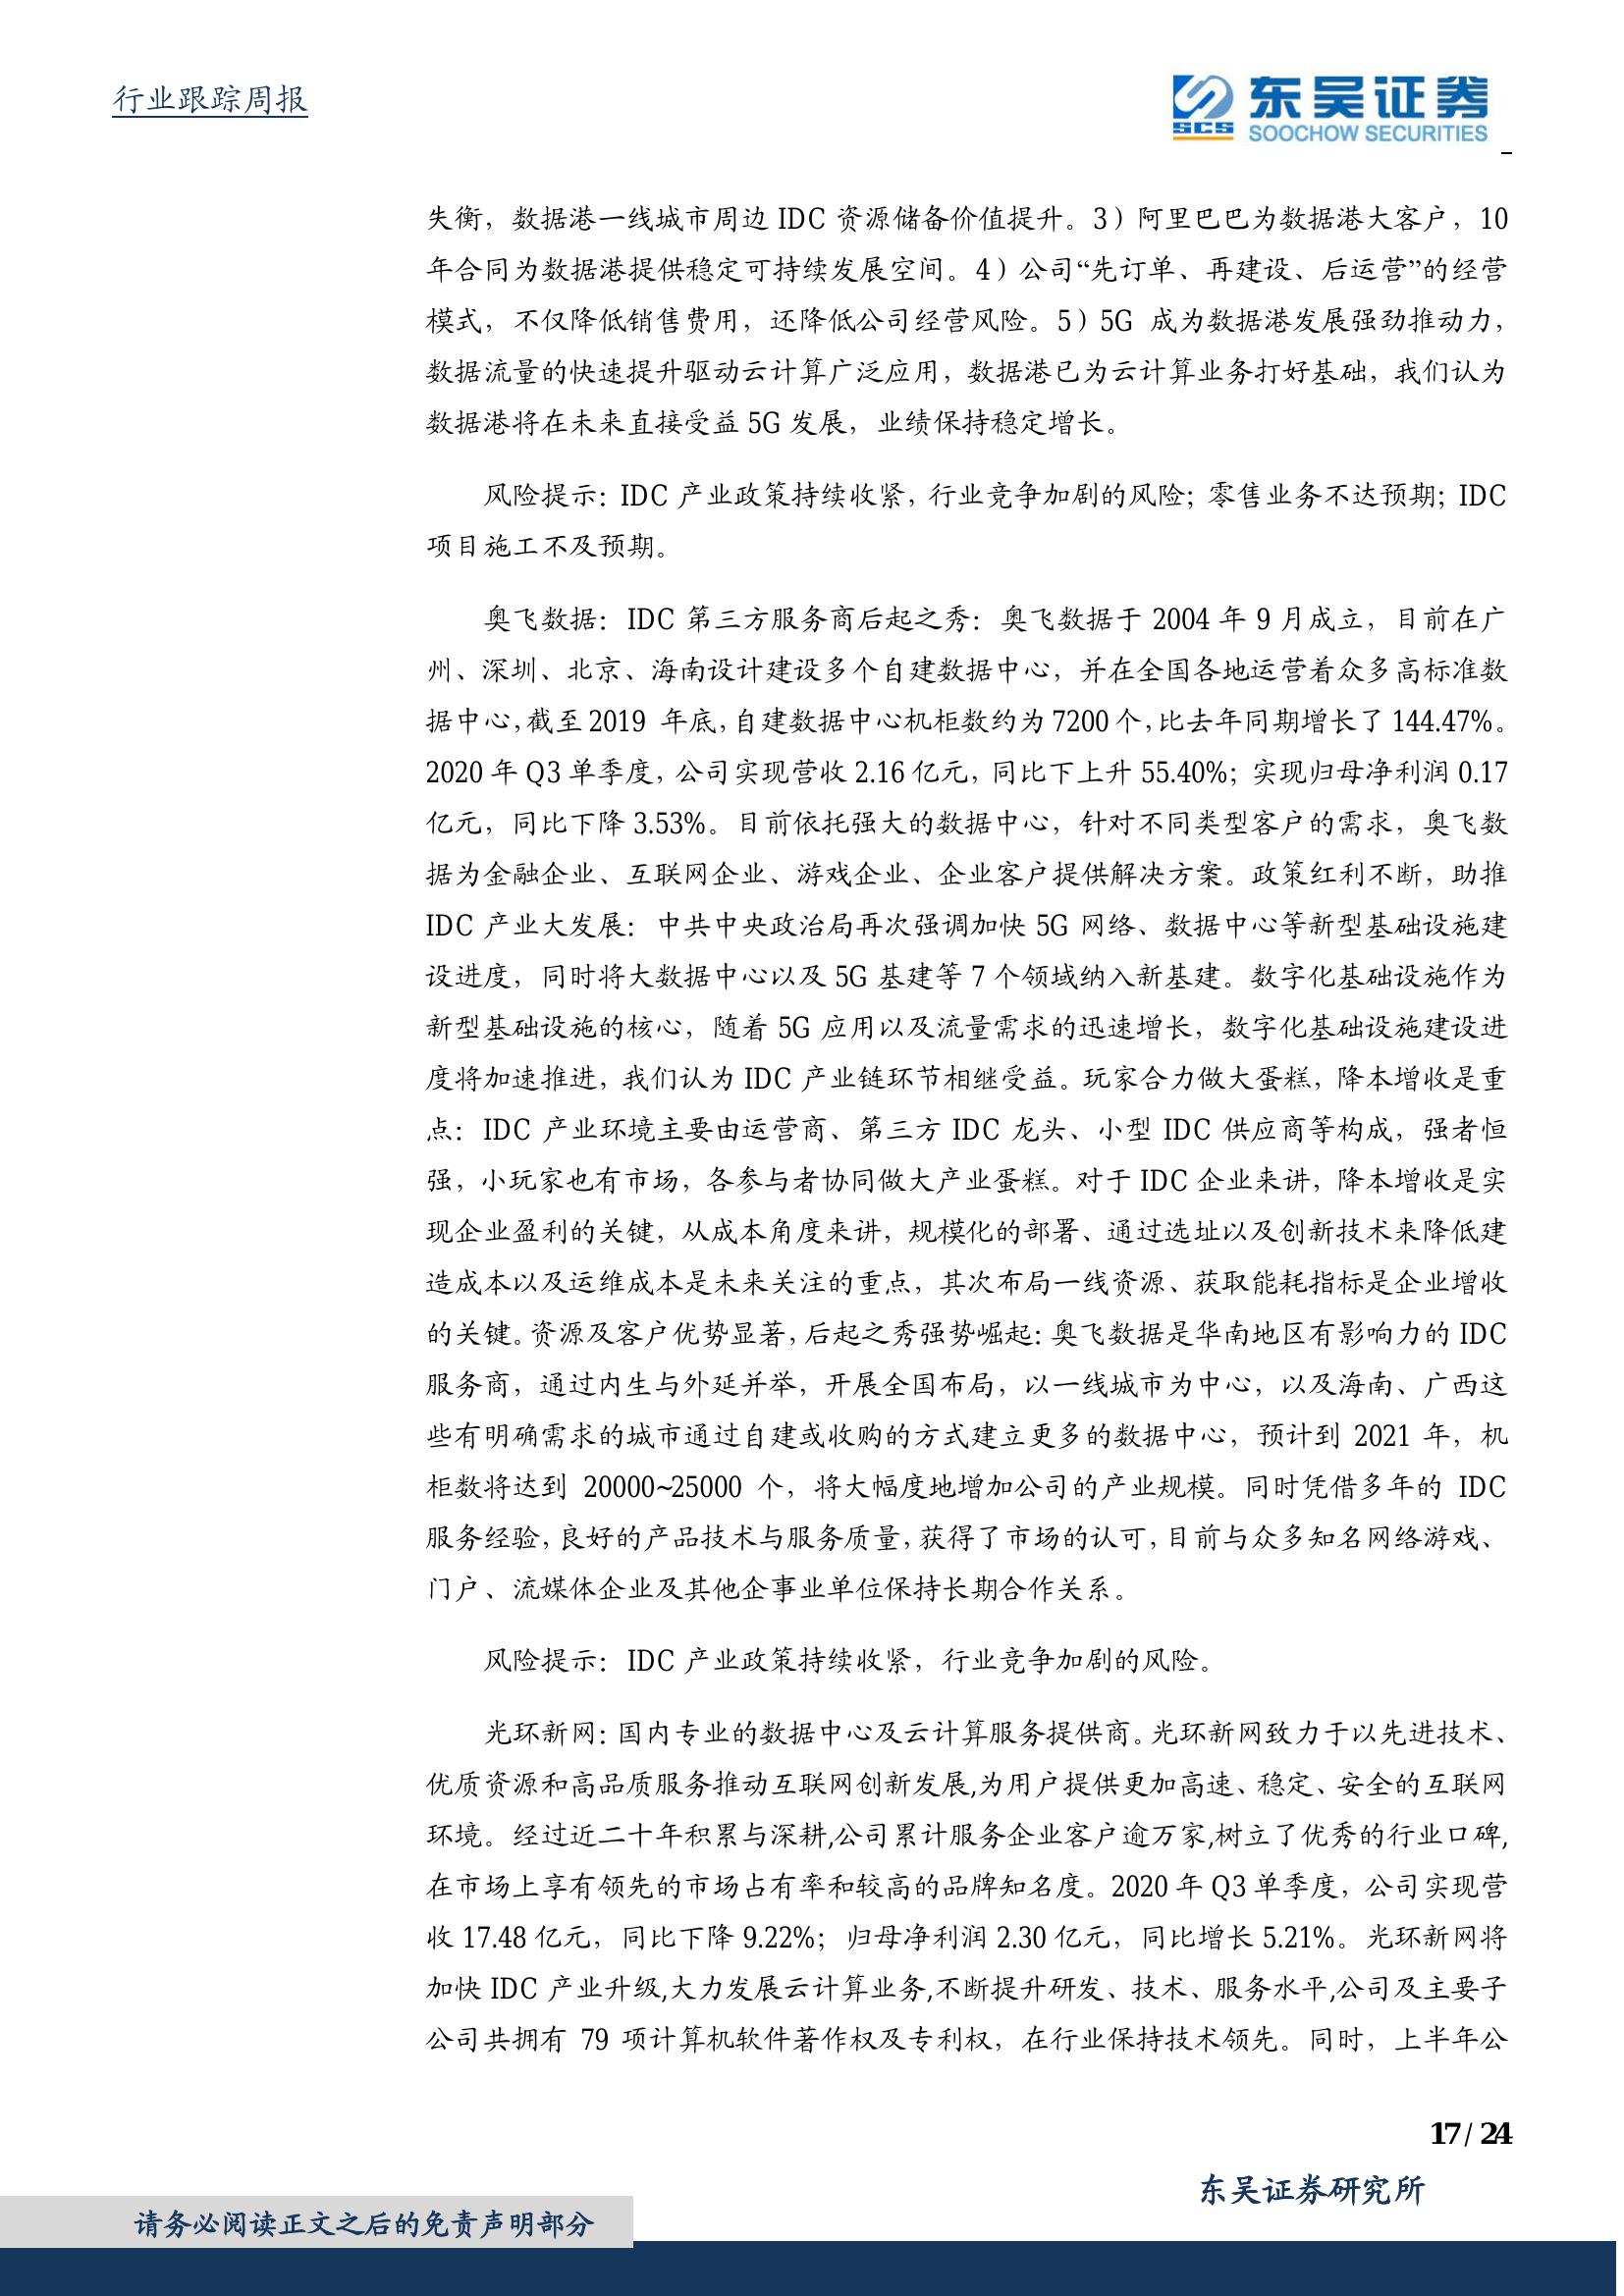 行业跟踪周报
东吴证券
SCS
SOOCHOW SECURITIES
失衡，数据港一线城市周边 IDC 资源储备价值提升。3）阿里巴巴为数据港大客户，10
年合同为数据港提供稳定可持续发展空间。4）公司“先订单、再建设、后运营”的经营
模式，不仅降低销售费用，还降低公司经营风险。5）5G 成为数据港发展强劲推动力，
数据流量的快速提升驱动云计算广泛应用，数据港已为云计算业务打好基础，我们认为
数据港将在未来直接受益 5G 发展，业绩保持稳定增长。
风险提示：IDC 产业政策持续收紧，行业竞争加剧的风险；零售业务不达预期；IDC
项目施工不及预期。
奥飞数据：IDC 第三方服务商后起之秀：奥飞数据于 2004 年 9 月成立，目前在广
州、深圳、北京、海南设计建设多个自建数据中心，并在全国各地运营着众多高标准数
据中心，截至 2019 年底，自建数据中心机柜数约为 7200 个，比去年同期增长了 144.47%。
2020 年 Q3 单季度，公司实现营收 2.16 亿元，同比下上升 55.40%；实现归母净利润 0.17
亿元，同比下降 3.53%。目前依托强大的数据中心，针对不同类型客户的需求，奥飞数
据为金融企业、互联网企业、游戏企业、企业客户提供解决方案。政策红利不断，助推
IDC 产业大发展：中共中央政治局再次强调加快 5G 网络、数据中心等新型基础设施建
设进度，同时将大数据中心以及 5G 基建等 7 个领域纳入新基建。数字化基础设施作为
新型基础设施的核心，随着 5G 应用以及流量需求的迅速增长，数字化基础设施建设进
度将加速推进，我们认为 IDC 产业链环节相继受益。玩家合力做大蛋糕，降本增收是重
点：IDC 产业环境主要由运营商、第三方 IDC 龙头、小型 IDC 供应商等构成，强者恒
强，小玩家也有市场，各参与者协同做大产业蛋糕。对于 IDC 企业来讲，降本增收是实
现企业盈利的关键，从成本角度来讲，规模化的部署、通过选址以及创新技术来降低建
造成本以及运维成本是未来关注的重点，其次布局一线资源、获取能耗指标是企业增收
的关键。资源及客户优势显著，后起之秀强势崛起：奥飞数据是华南地区有影响力的 IDC
服务商，通过内生与外延并举，开展全国布局，以一线城市为中心，以及海南、广西这
些有明确需求的城市通过自建或收购的方式建立更多的数据中心，预计到 2021 年，机
柜数将达到 20000~25000 个，将大幅度地增加公司的产业规模。同时凭借多年的 IDC
服务经验，良好的产品技术与服务质量，获得了市场的认可，目前与众多知名网络游戏、
门户、流媒体企业及其他企事业单位保持长期合作关系。
风险提示：IDC 产业政策持续收紧，行业竞争加剧的风险。
光环新网：国内专业的数据中心及云计算服务提供商。光环新网致力于以先进技术、
优质资源和高品质服务推动互联网创新发展,为用户提供更加高速、稳定、安全的互联网
环境。经过近二十年积累与深耕,公司累计服务企业客户逾万家,树立了优秀的行业口碑,
在市场上享有领先的市场占有率和较高的品牌知名度。2020 年 Q3 单季度，公司实现营
收 17.48 亿元，同比下降 9.22%；归母净利润 2.30 亿元，同比增长 5.21%。光环新网将
加快 IDC 产业升级,大力发展云计算业务,不断提升研发、技术、服务水平,公司及主要子
公司共拥有 79 项计算机软件著作权及专利权，在行业保持技术领先。同时，上半年公
17 / 24
东吴证券研究所
请务必阅读正文之后的免责声明部分